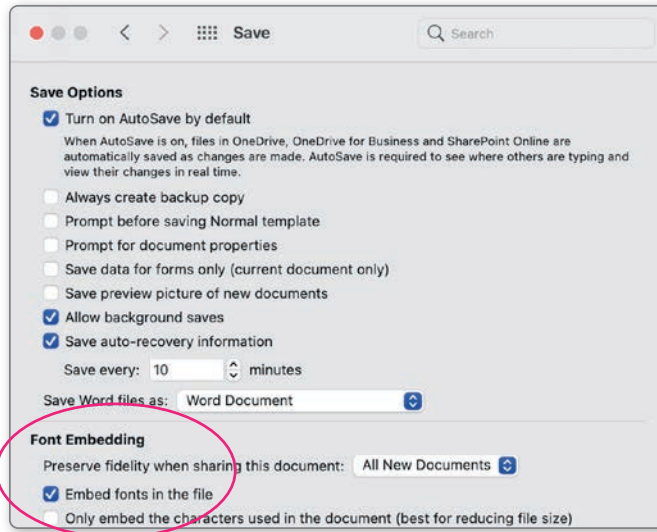 Save
Search
Save Options
Turn on AutoSave by default
When AutoSave is on, files in OneDrive, OneDrive for Business and SharePoint Online are
automatically saved as changes are made. AutoSave is required to see where others are typing and
view their changes in real time.
Always create backup copy
Prompt before saving Normal template
Prompt for document properties
Save data for forms only (current document only)
Save preview picture of new documents
Allow background saves
Save auto-recovery information
Save every: 10 minutes
Save Word files as: Word Document
Font Embedding
Preserve fidelity when sharing this document: All New Documents
Embed fonts in the file
Only embed the characters used in the document (best for reducing file size)